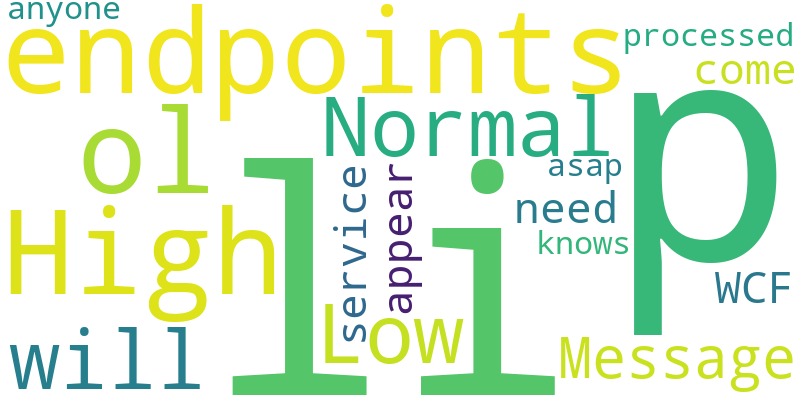 anyone
endpoints
processed
come
p
Normal
ol
li
service
appear
asap
need
knows
High
WCF
will
Low
Message